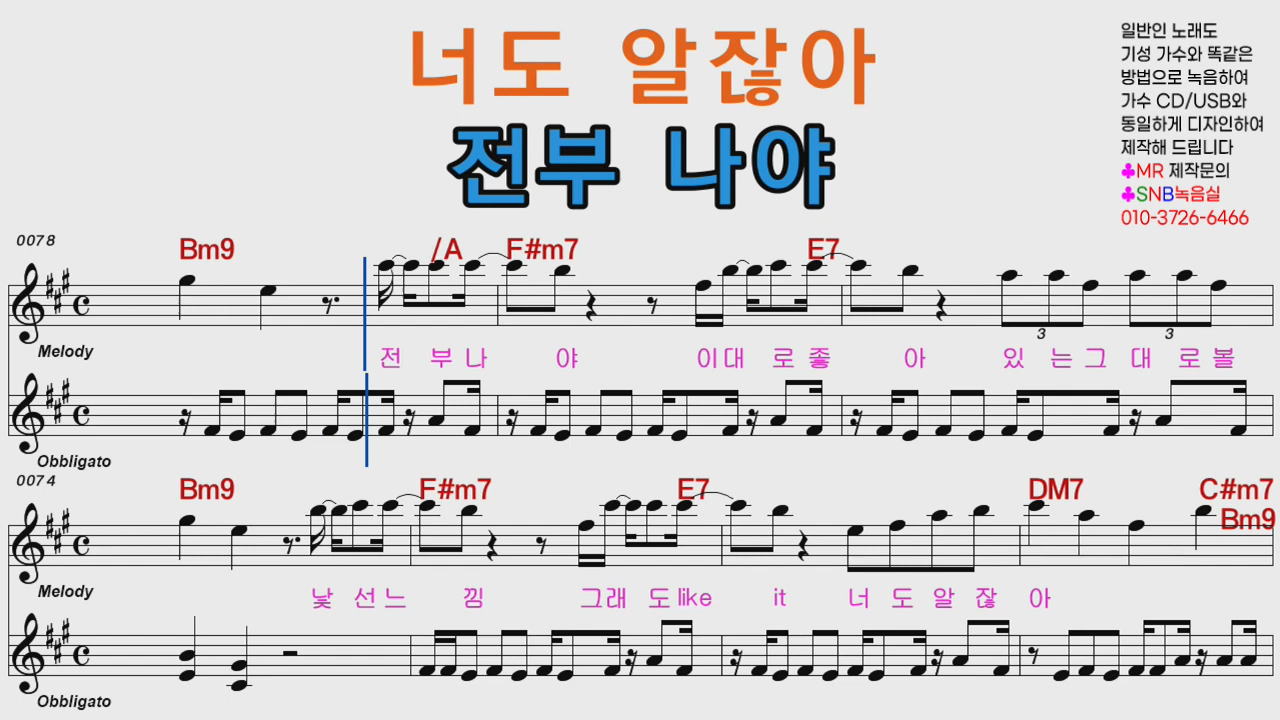 너도 알잖아
전부 나야
일반인 노래도
기성 가수와 똑같은
방법으로 녹음하여
가수 CD/USB와
동일하게 디자인하여
제작해 드립니다
♣MR 제작문의
♣SNB녹음실
010-3726-6466
0078
Bm9 /A F#m7 E7
3 3
Melody
전 부 나 야 이 대 로 좋 아 있 는 그 대 로 볼
Obbligato
0074
Bm9 F#m7 E7 DM7 C#m7
Bm9
Melody
낯 선 느 낌 그 래 도 like it 너 도 알 잖 아
Obbligato